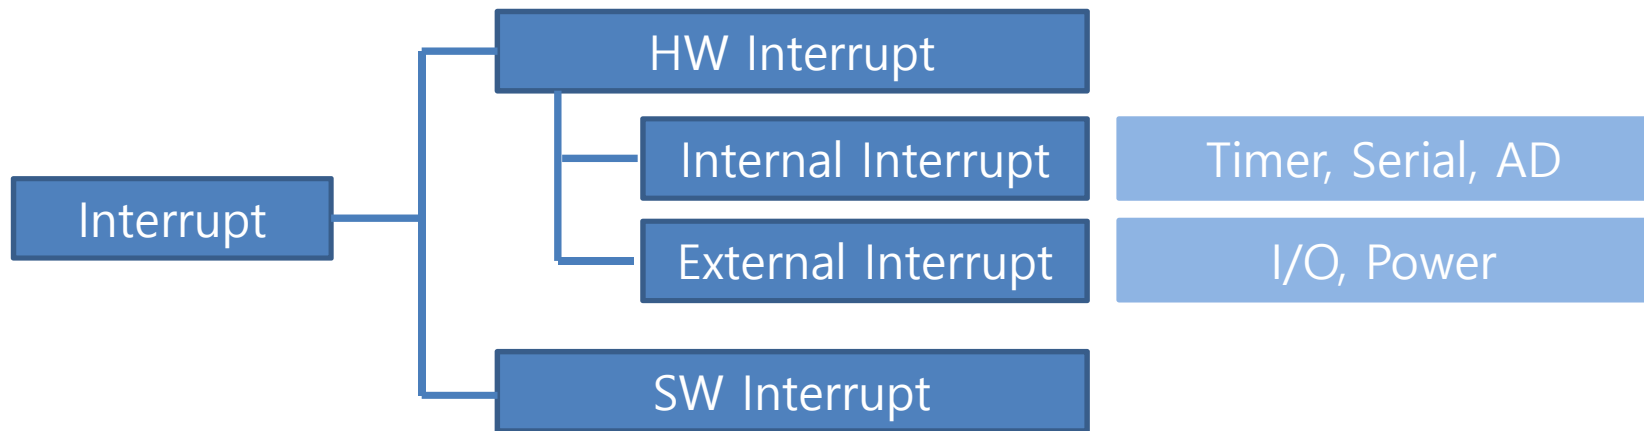 HW Interrupt
Internal Interrupt
Timer, Serial, AD
Interrupt
External Interrupt
I/O, Power
SW Interrupt